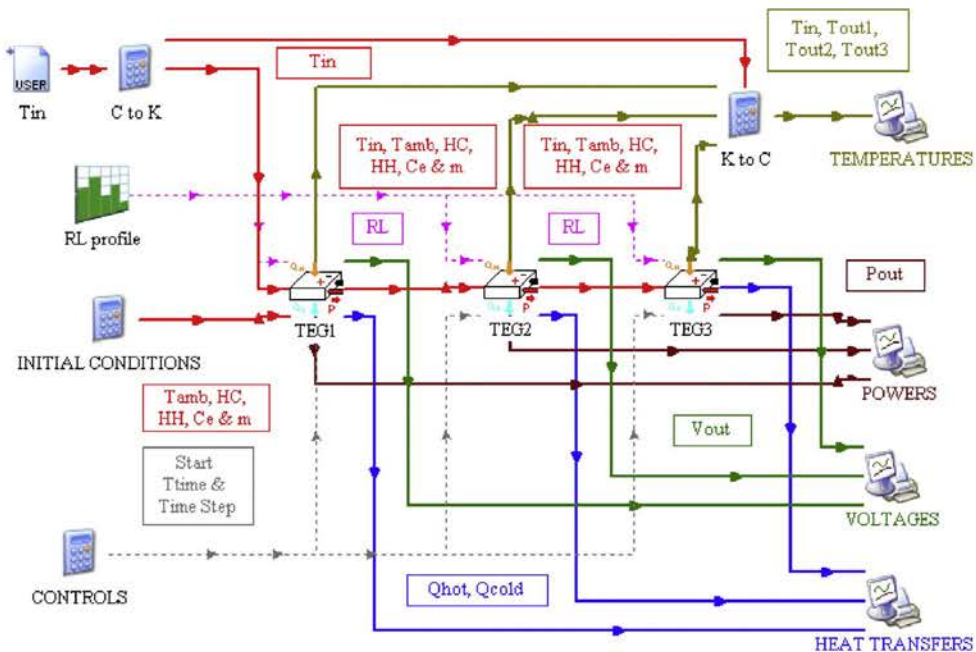 Tin, Tout1,
Tout2, Tout3
USER
Tin
C to K
Tin
K to C
TEMPERATURES
Tin, Tamb, HC,
HH, Ce & m
Tin, Tamb, HC,
HH, Ce & m
RL profile
RL
RL
Pout
TEG1
TEG2
TEG3
P
P
P
INITIAL CONDITIONS
POWERS
Tamb, HC,
HH, Ce & m
Vout
Start
Ttime &
Time Step
VOLTAGES
CONTROLS
Qhot, Qcold
HEAT TRANSFERS